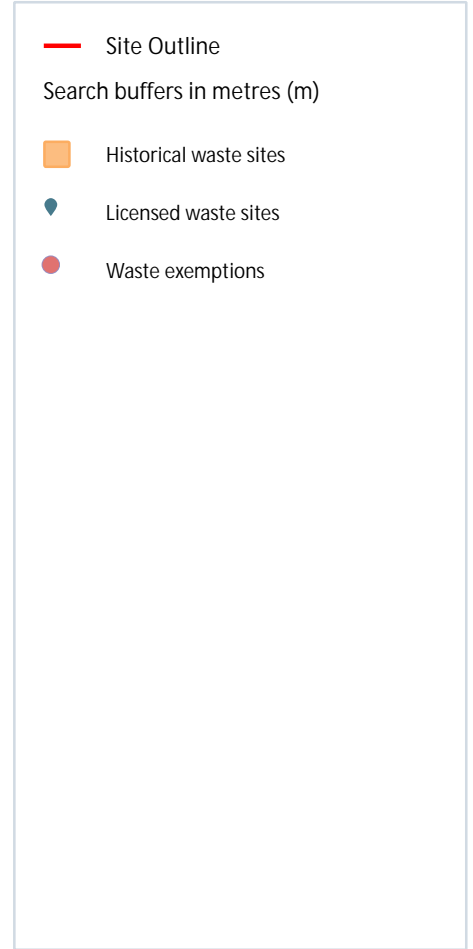 Site Outline
Search buffers in metres (m)
Historical waste sites
Licensed waste sites
Waste exemptions